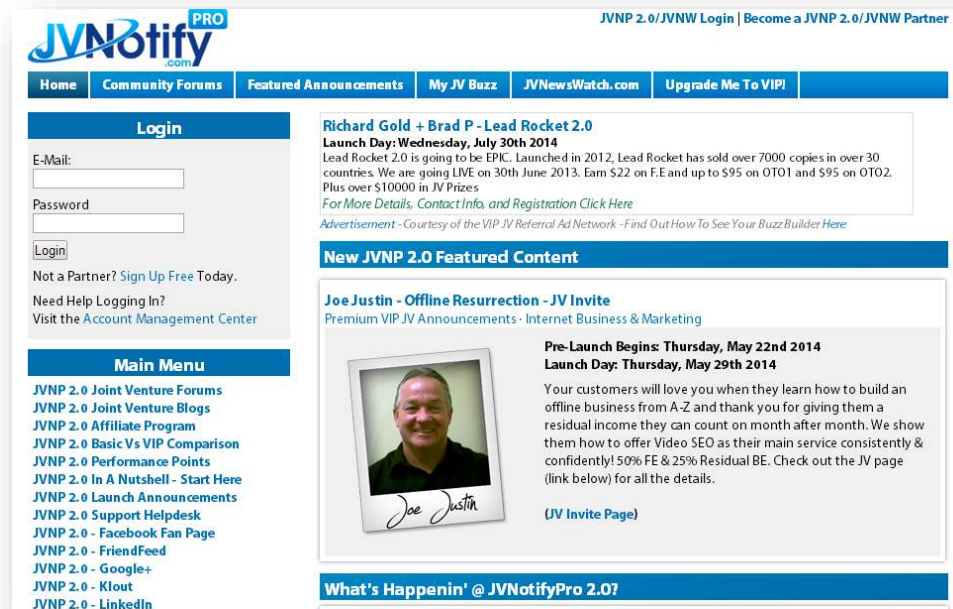 JVNotify PRO .com
JVNP 2.0/JVNW Login | Become a JVNP 2.0/JVNW Partner
Home Community Forums Featured Announcements My JV Buzz JVNewsWatch.com Upgrade Me To VIP!
Login
E-Mail:
Password
Login
Not a Partner? Sign Up Free Today.
Need Help Logging In?
Visit the Account Management Center
Main Menu
JVNP 2.0 Joint Venture Forums
JVNP 2.0 Joint Venture Blogs
JVNP 2.0 Affiliate Program
JVNP 2.0 Basic Vs VIP Comparison
JVNP 2.0 Performance Points
JVNP 2.0 In A Nutshell - Start Here
JVNP 2.0 Launch Announcements
JVNP 2.0 Support Helpdesk
JVNP 2.0 - Facebook Fan Page
JVNP 2.0 - FriendFeed
JVNP 2.0 - Google+
JVNP 2.0 - Klout
JVNP 2.0 - LinkedIn
Richard Gold + Brad P - Lead Rocket 2.0
Launch Day: Wednesday, July 30th 2014
Lead Rocket 2.0 is going to be EPIC. Launched in 2012, Lead Rocket has sold over 7000 copies in over 30
countries. We are going LIVE on 30th June 2013. Earn $22 on F.E and up to $95 on OTO1 and $95 on OTO2.
Plus over $10000 in JV Prizes
For More Details, Contact Info, and Registration Click Here
Advertisement - Courtesy of the VIP JV Referral Ad Network - Find Out How To See Your Buzz Builder Here
New JVNP 2.0 Featured Content
Joe Justin - Offline Resurrection - JV Invite
Premium VIP JV Announcements · Internet Business & Marketing
Joe Justin
Pre-Launch Begins: Thursday, May 22nd 2014
Launch Day: Thursday, May 29th 2014
Your customers will love you when they learn how to build an
offline business from A-Z and thank you for giving them a
residual income they can count on month after month. We show
them how to offer Video SEO as their main service consistently &
confidently! 50% FE & 25% Residual BE. Check out the JV page
(link below) for all the details.
(JV Invite Page)
What's Happenin' @ JVNotifyPro 2.0?